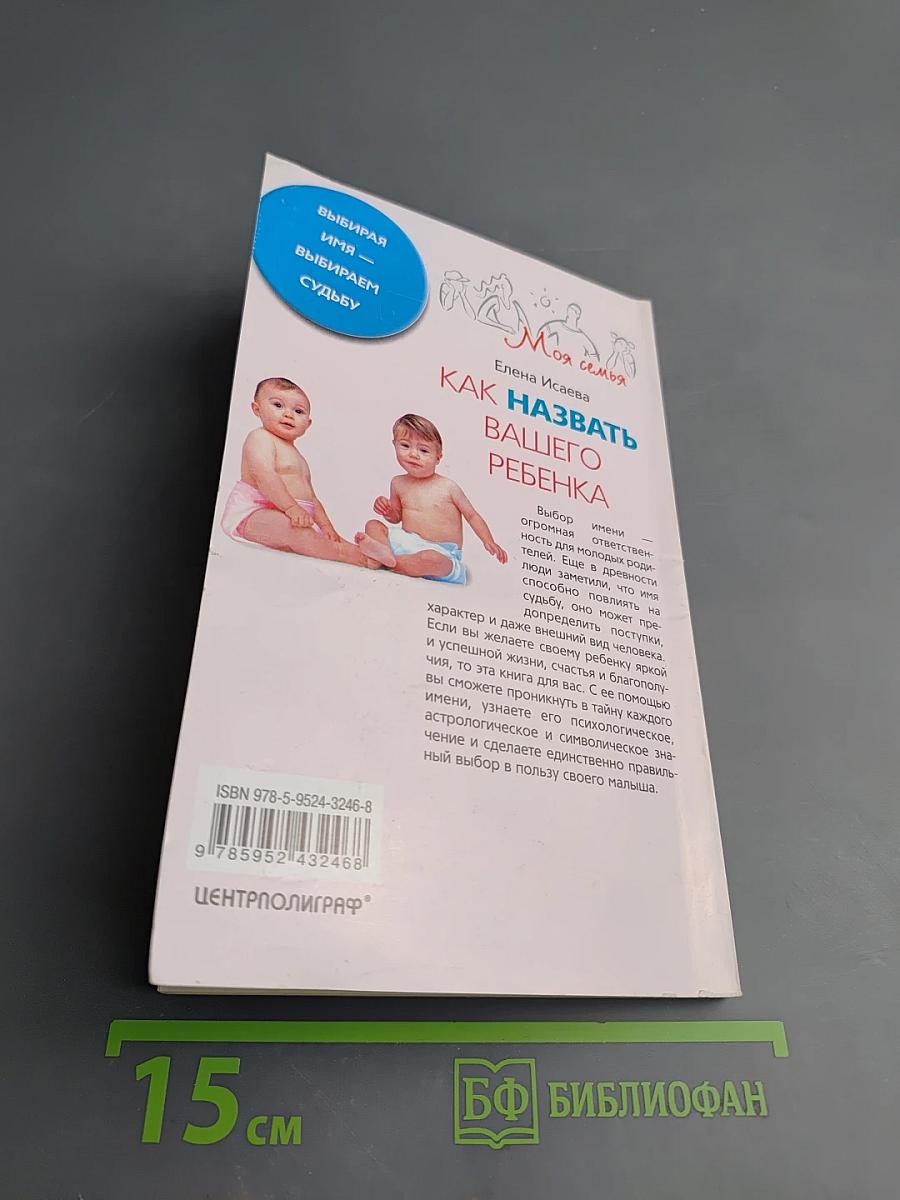 ВЫБИРАЯ
ИМЯ —
ВЫБИРАЕМ
СУДЬБУ
Моя семья
Елена Исаева
КАК НАЗВАТЬ
ВАШЕГО
РЕБЕНКА
Выбор имени —
огромная ответствен-
ность для молодых роди-
телей. Еще в древности
люди заметили, что имя
способно повлиять на
судьбу, оно может пре-
допределить поступки,
характер и даже внешний вид человека.
Если вы желаете своему ребенку яркой
и успешной жизни, счастья и благополу-
чия, то эта книга для вас. С ее помощью
вы сможете проникнуть в тайну каждого
имени, узнаете его психологическое,
астрологическое и символическое зна-
чение и сделаете единственно правиль-
ный выбор в пользу своего малыша.
ISBN 978-5-9524-3246-8
9 785952 432468
ЦЕНТРПОЛИГРАФ®
15 см
БФ БИБЛИОФАН